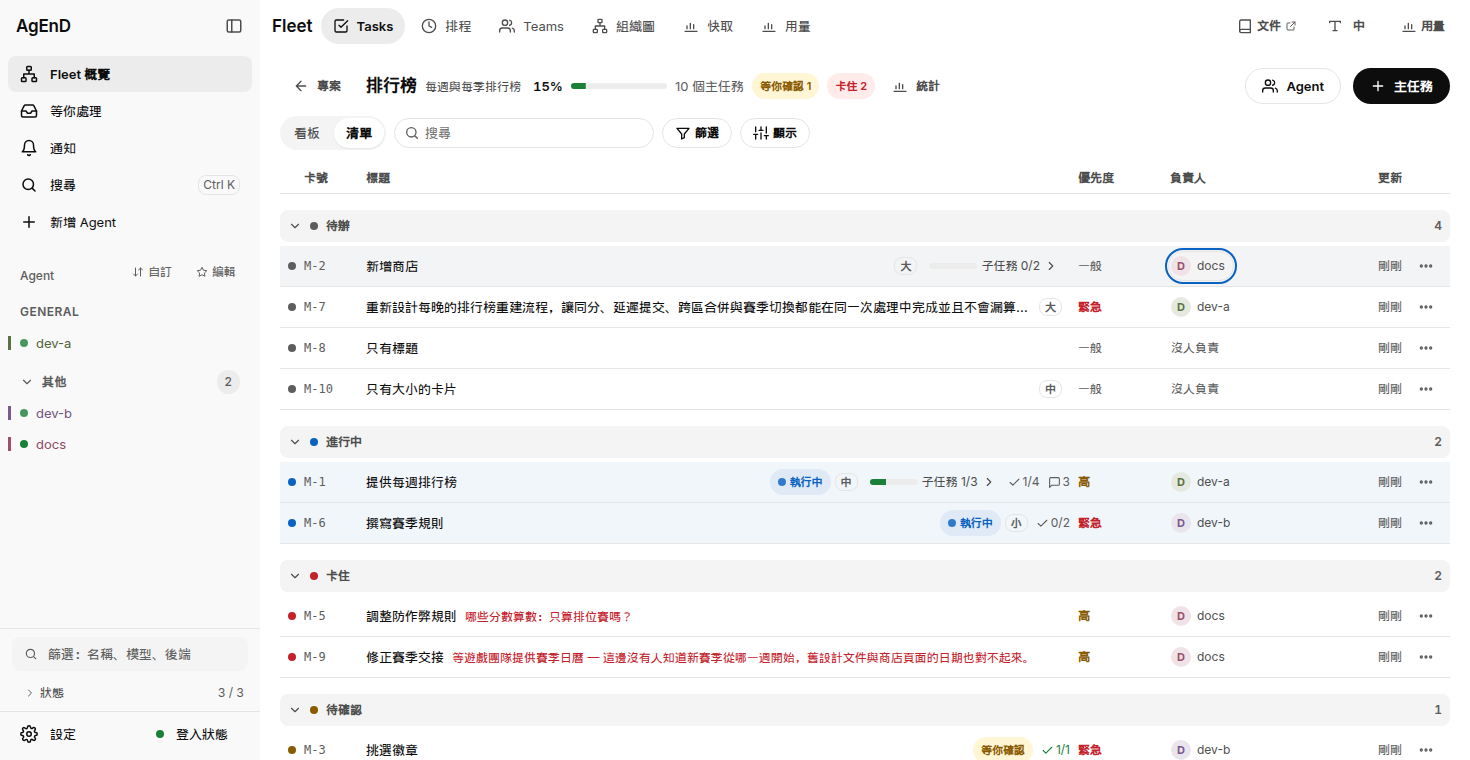 AgEnD
Fleet 概覽
等你處理
通知
搜尋 Ctrl K
新增 Agent
Agent 自訂 編輯
GENERAL
dev-a
其他 2
dev-b
docs
篩選：名稱、模型、後端
狀態 3 / 3
設定 登入狀態
Fleet Tasks 排程 Teams 組織圖 快取 用量 文件 中 用量
專案 排行榜 每週與每季排行榜 15% 10 個主任務 等你確認 1 卡住 2 統計 Agent 主任務
看板 清單 搜尋 篩選 顯示
卡號 標題 優先度 負責人 更新
待辦 4
M-2 新增商店 大 子任務 0/2 一般 D docs 剛剛
M-7 重新設計每晚的排行榜重建流程，讓同分、延遲提交、跨區合併與賽季切換都能在同一次處理中完成並且不會漏算... 大 緊急 D dev-a 剛剛
M-8 只有標題 一般 沒人負責 剛剛
M-10 只有大小的卡片 中 一般 沒人負責 剛剛
進行中 2
M-1 提供每週排行榜 執行中 中 子任務 1/3 1/4 3 高 D dev-a 剛剛
M-6 撰寫賽季規則 執行中 小 0/2 緊急 D dev-b 剛剛
卡住 2
M-5 調整防作弊規則 哪些分數算數：只算排位賽嗎？ 高 D docs 剛剛
M-9 修正賽季交接 等遊戲團隊提供賽季日曆 — 這邊沒有人知道新賽季從哪一週開始，舊設計文件與商店頁面的日期也對不起來。 高 D docs 剛剛
待確認 1
M-3 挑選徽章 等你確認 1/1 緊急 D dev-b 剛剛